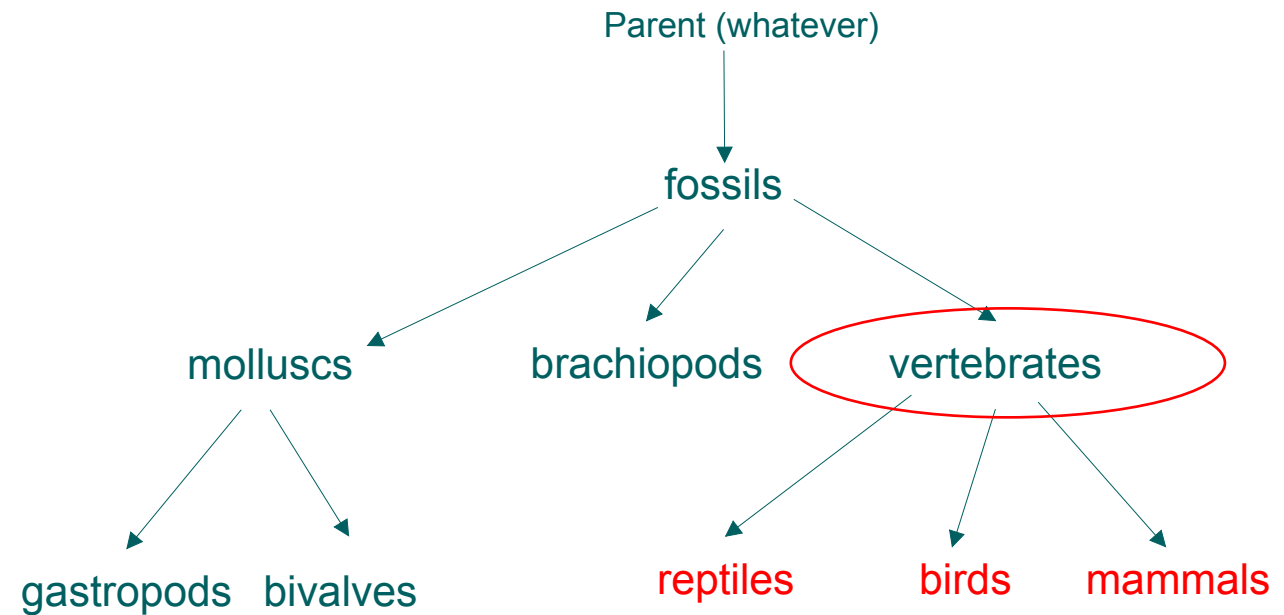 Parent (whatever)
fossils
molluscs
brachiopods
vertebrates
gastropods
bivalves
reptiles
birds
mammals